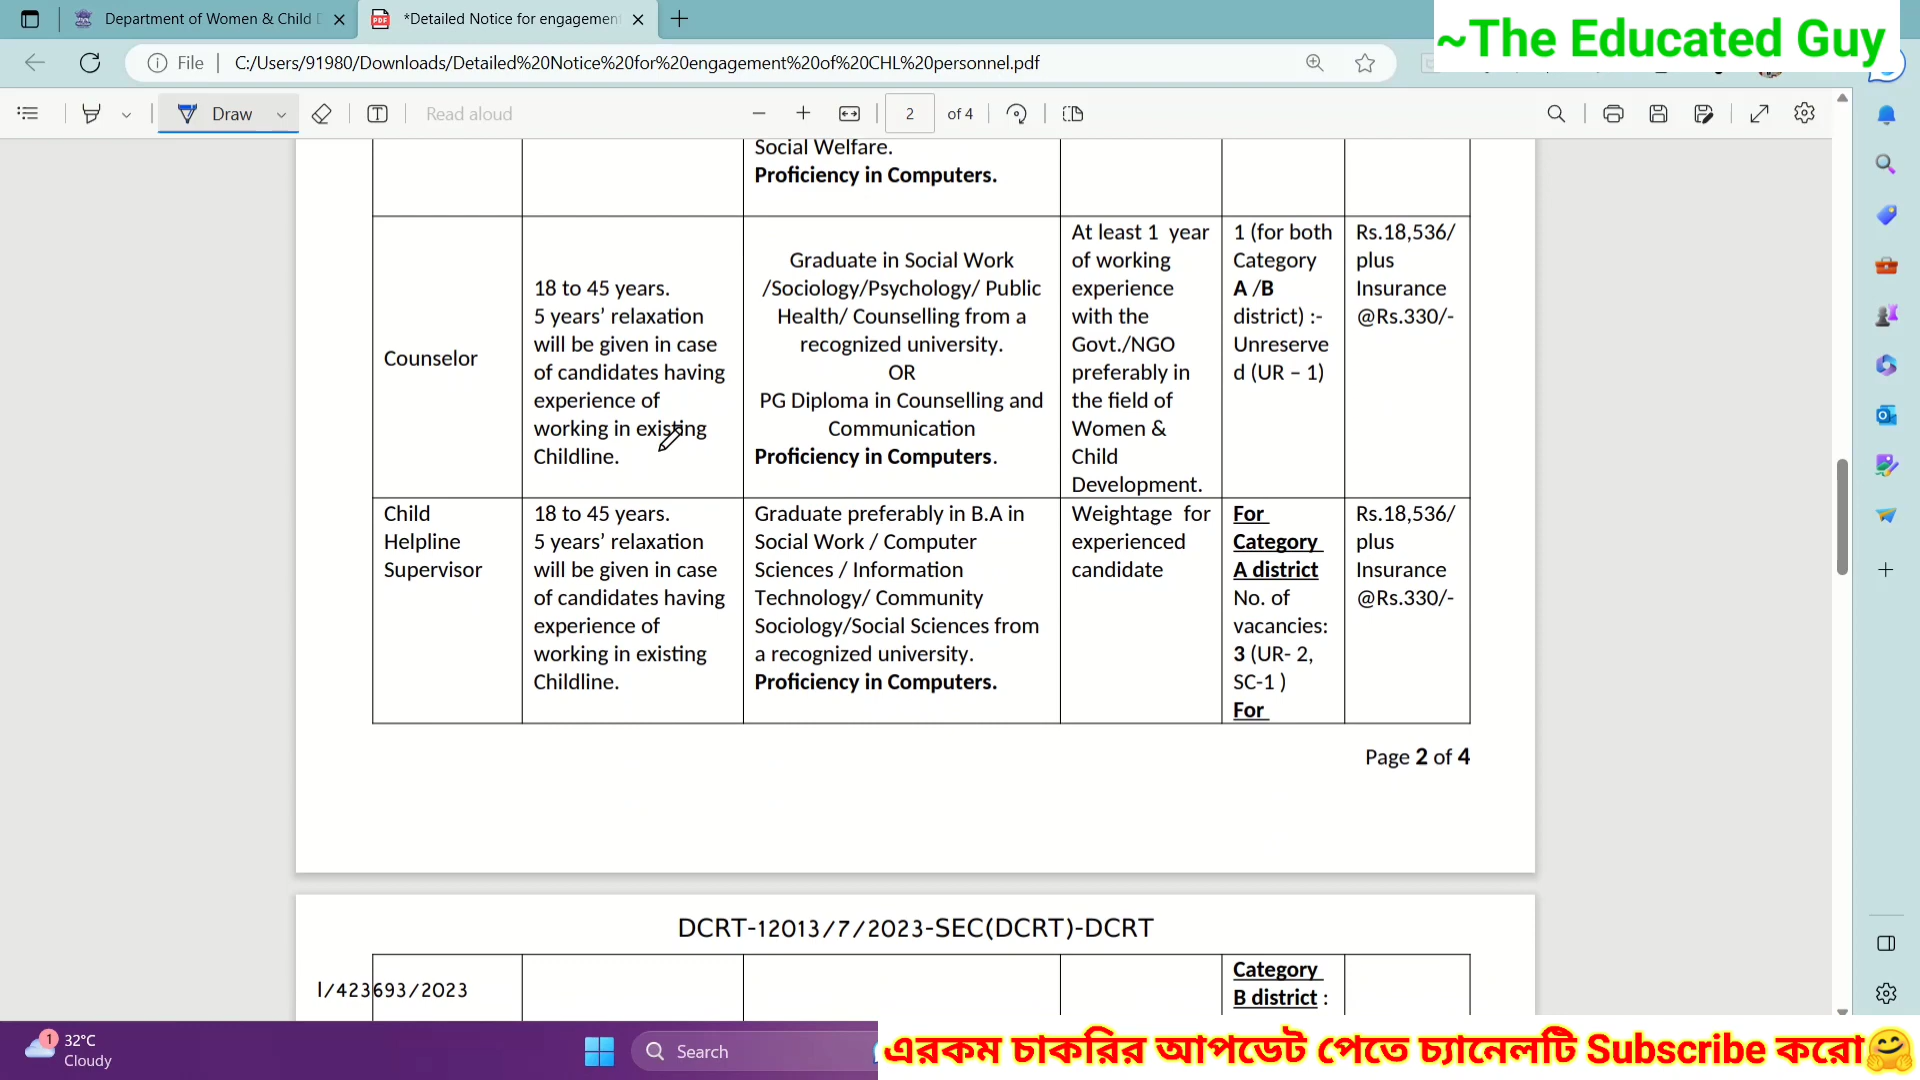 Department of Women & Child D
*Detailed Notice for engagemen
~The Educated Guy
File
C:/Users/91980/Downloads/Detailed%20Notice%20for%20engagement%20of%20CHL%20personnel.pdf
Draw
Read aloud
2
of 4
Social Welfare.
Proficiency in Computers.
Counselor
18 to 45 years.
5 years’ relaxation
will be given in case
of candidates having
experience of
working in existing
Childline.
Graduate in Social Work
/Sociology/Psychology/ Public
Health/ Counselling from a
recognized university.
OR
PG Diploma in Counselling and
Communication
Proficiency in Computers.
At least 1 year
of working
experience
with the
Govt./NGO
preferably in
the field of
Women &
Child
Development.
1 (for both
Category
A /B
district) :-
Unreserve
d (UR – 1)
Rs.18,536/
plus
Insurance
@Rs.330/-
Child
Helpline
Supervisor
18 to 45 years.
5 years’ relaxation
will be given in case
of candidates having
experience of
working in existing
Childline.
Graduate preferably in B.A in
Social Work / Computer
Sciences / Information
Technology/ Community
Sociology/Social Sciences from
a recognized university.
Proficiency in Computers.
Weightage for
experienced
candidate
For
Category
A district
No. of
vacancies:
3 (UR- 2,
SC-1 )
For
Rs.18,536/
plus
Insurance
@Rs.330/-
Page 2 of 4
DCRT-12013/7/2023-SEC(DCRT)-DCRT
I/423693/2023
Category
B district :
1
32°C
Cloudy
Search
এরকম চাকরির আপডেট পেতে চ্যানেলটি Subscribe করো